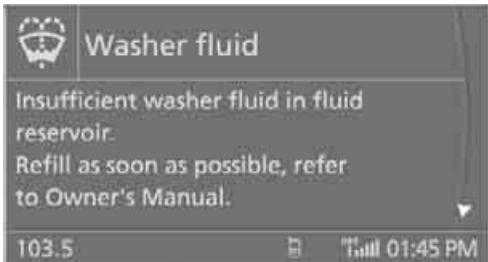 Washer fluid
Insufficient washer fluid in fluid
reservoir.
Refill as soon as possible, refer
to Owner's Manual.
103.5 01:45 PM